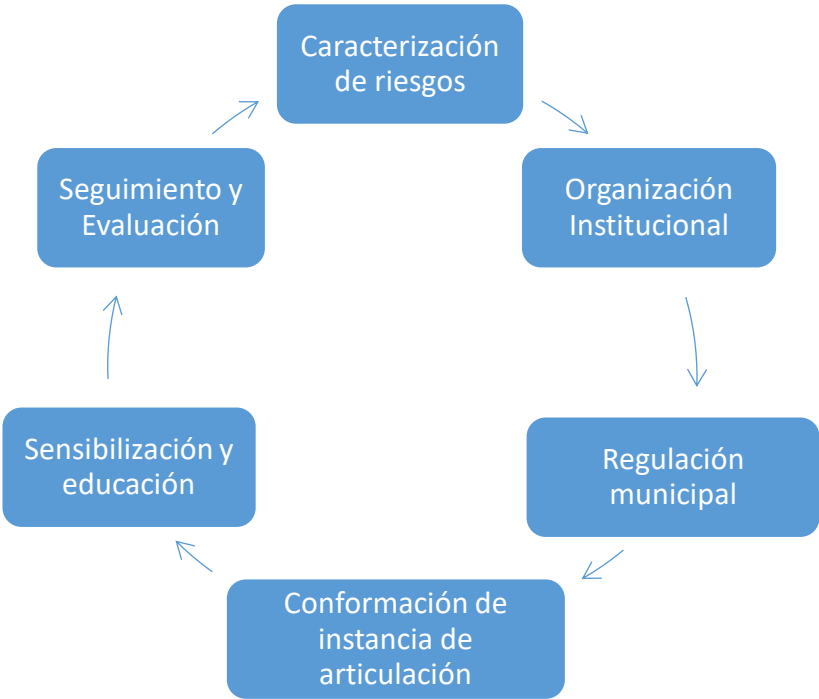 Caracterización
de riesgos
Organización
Institucional
Regulación
municipal
Conformación de
instancia de
articulación
Sensibilización y
educación
Seguimiento y
Evaluación